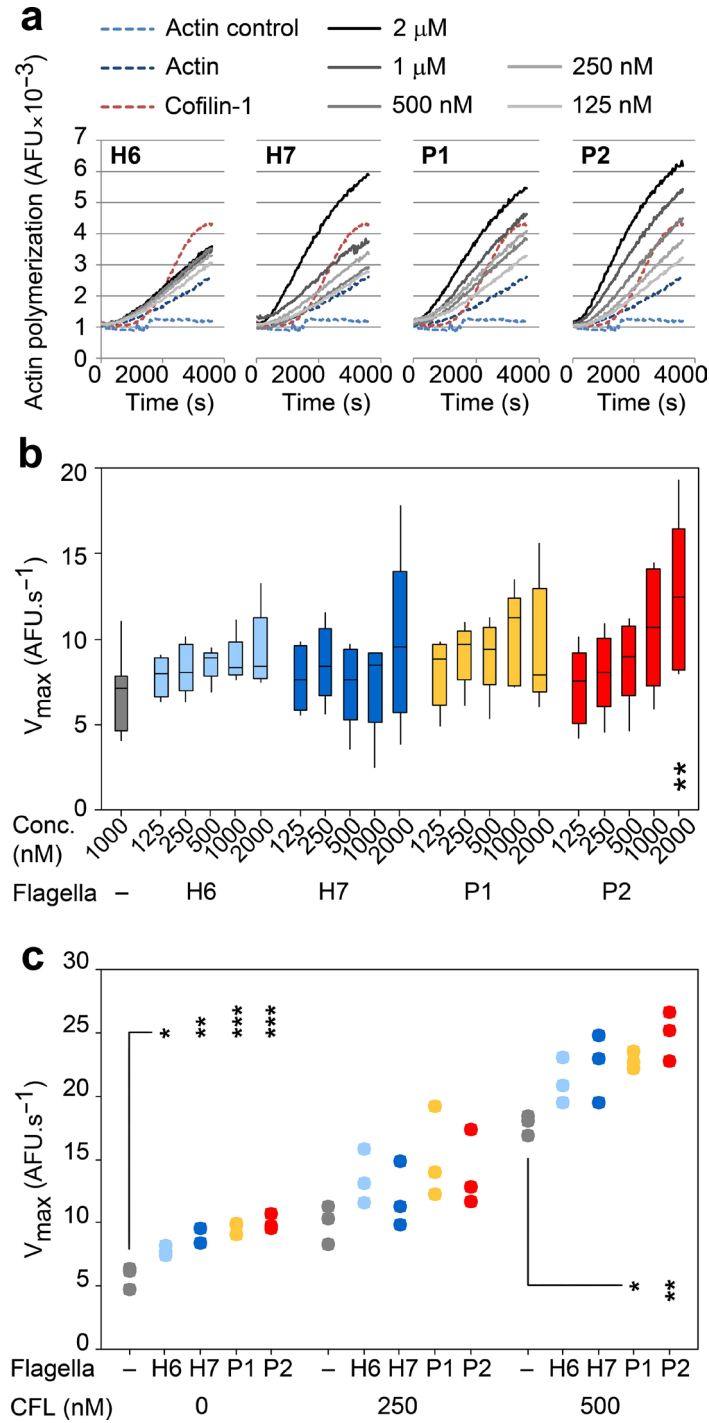 a
Actin control
Actin
Cofilin-1
2 μM
1 μM
500 nM
250 nM
125 nM
Actin polymerization (AFU×10−3)
7
6
5
4
3
2
1
0
H6
H7
P1
P2
0 2000 4000 0 2000 4000 0 2000 4000 0 2000 4000
Time (s) Time (s) Time (s) Time (s)
b
Vmax (AFU.s−1)
20
15
10
5
0
**
Conc. (nM)
1000 125 250 500 1000 2000 125 250 500 1000 2000 125 250 500 1000 2000 125 250 500 1000 2000
Flagella – H6 H7 P1 P2
c
Vmax (AFU.s−1)
30
25
20
15
10
5
0
* ** *** ***
* **
Flagella – H6 H7 P1 P2 – H6 H7 P1 P2 – H6 H7 P1 P2
CFL (nM) 0 250 500